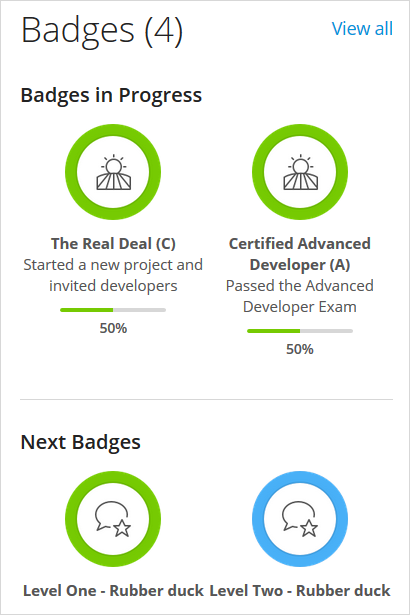 Badges (4)
View all
Badges in Progress
The Real Deal (C)
Started a new project and
invited developers
50%
Certified Advanced
Developer (A)
Passed the Advanced
Developer Exam
50%
Next Badges
Level One - Rubber duck
Level Two - Rubber duck